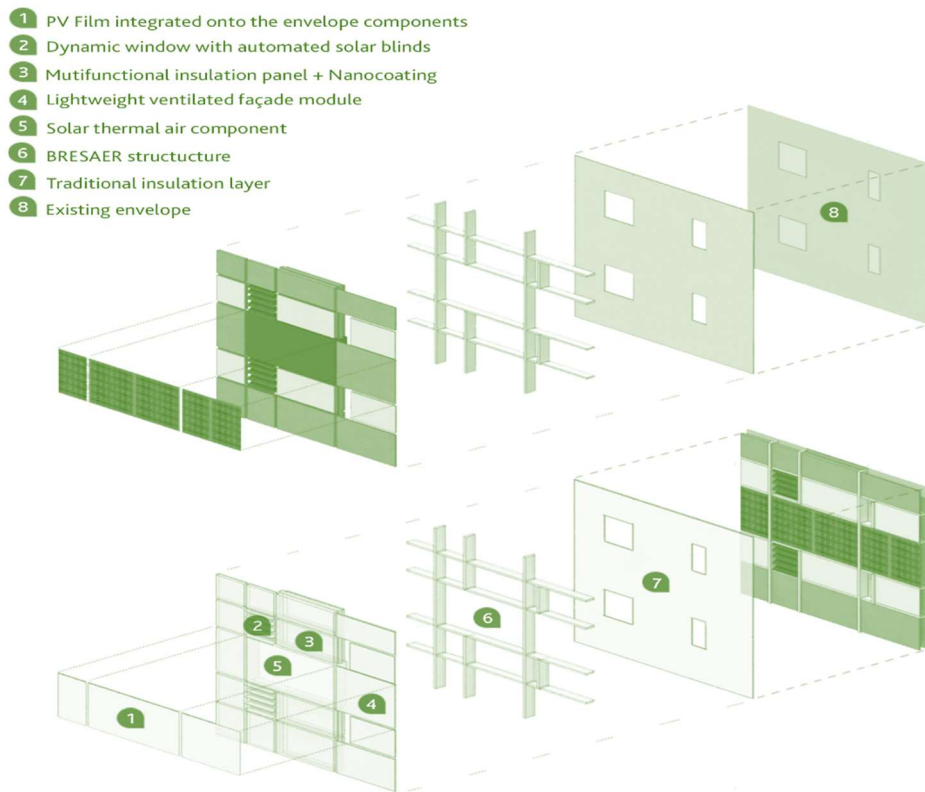 1 PV Film integrated onto the envelope components
2 Dynamic window with automated solar blinds
3 Mutifunctional insulation panel + Nanocoating
4 Lightweight ventilated façade module
5 Solar thermal air component
6 BRESAER structucture
7 Traditional insulation layer
8 Existing envelope
8
7
6
2
3
5
4
1